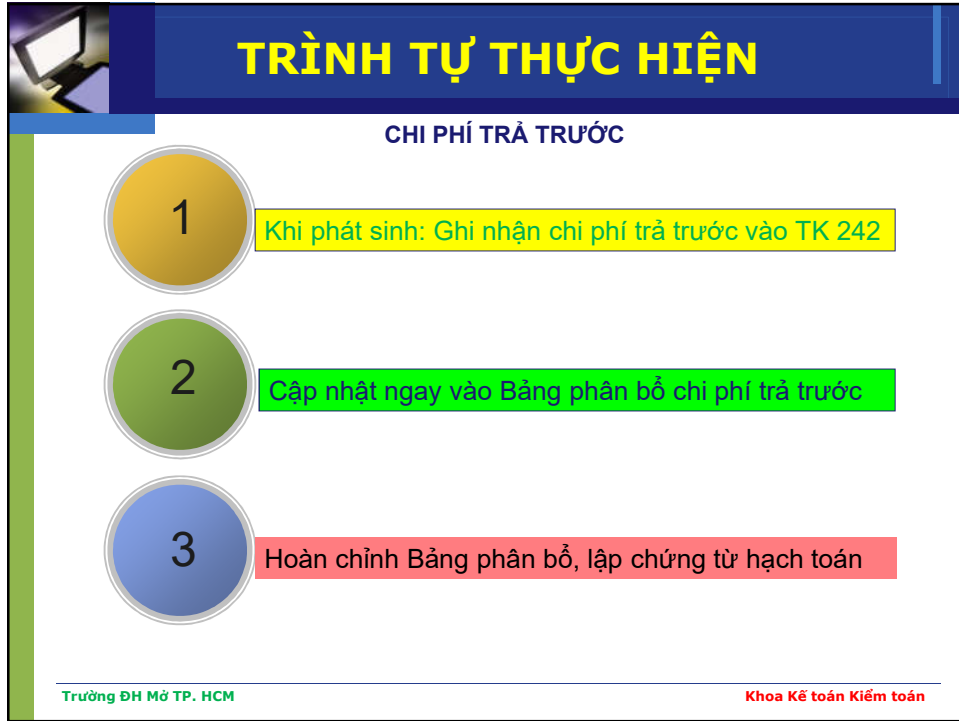 TRÌNH TỰ THỰC HIỆN
CHI PHÍ TRẢ TRƯỚC
1
Khi phát sinh: Ghi nhận chi phí trả trước vào TK 242
2
Cập nhật ngay vào Bảng phân bổ chi phí trả trước
3
Hoàn chỉnh Bảng phân bổ, lập chứng từ hạch toán
Trường ĐH Mở TP. HCM
Khoa Kế toán Kiểm toán